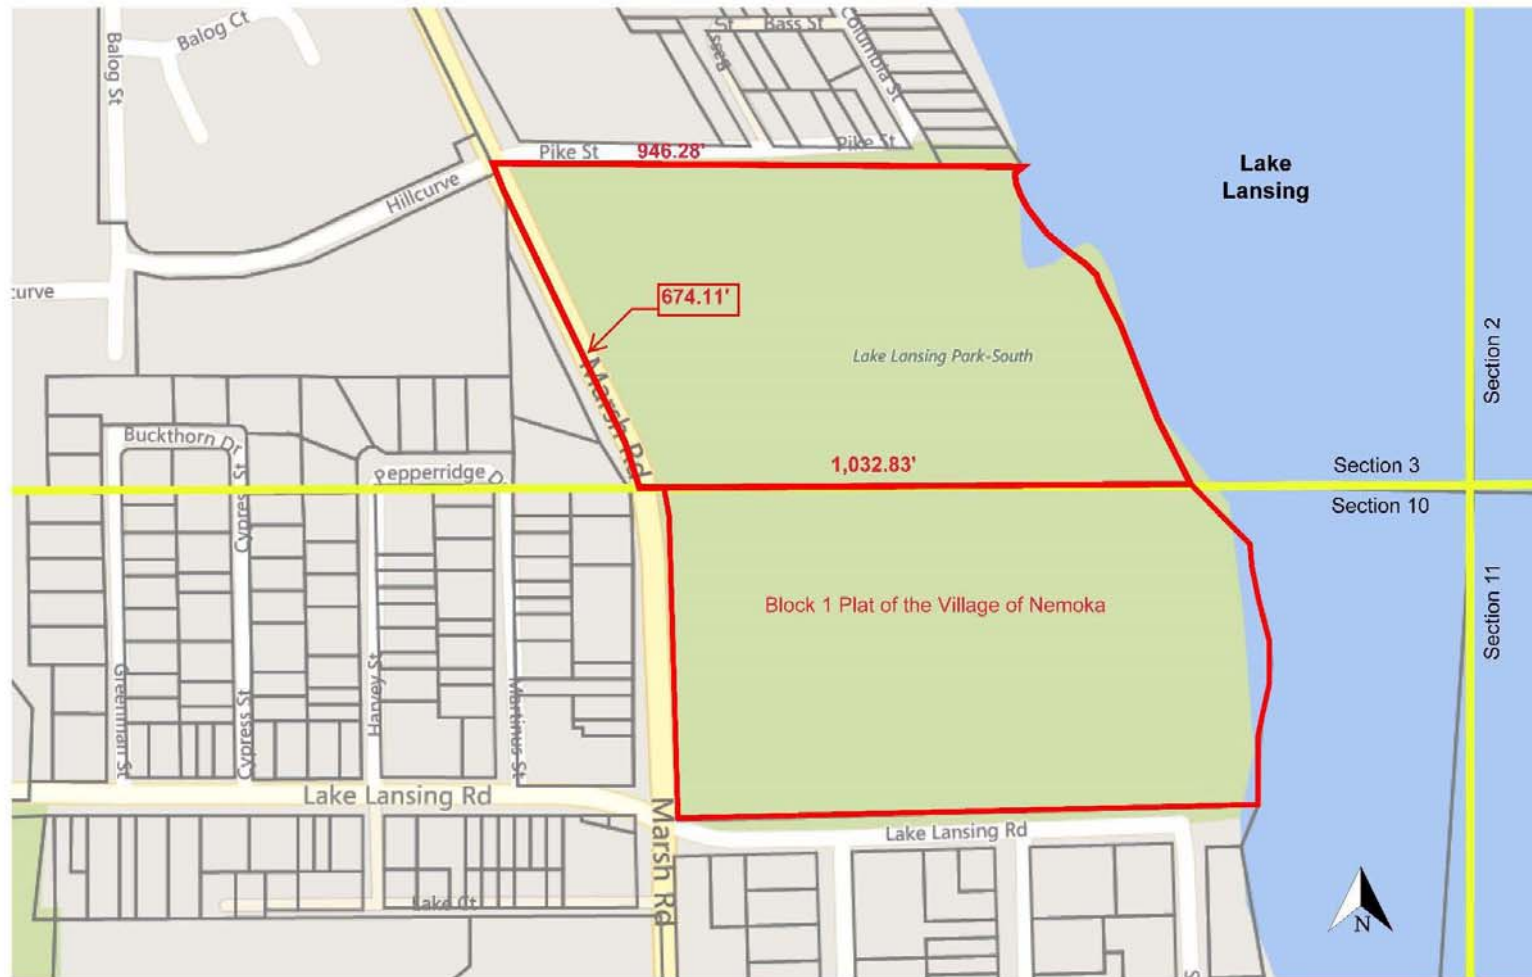 Balog Ct
Balog St
St
Bass St
Bass
Columbia St
Pike St
946.28'
Pike St
Lake
Lansing
Hillcurve
curve
674.11'
Marsh Rd
Lake Lansing Park-South
Section 2
Buckthorn Dr
Cypress St
Pepperridge D
1,032.83'
Section 3
Section 10
Block 1 Plat of the Village of Nemoka
Section 11
Greenman St
Cypress St
Harvey St
Martinus St
Lake Lansing Rd
Marsh Rd
Lake Lansing Rd
Lake Ct
N
S